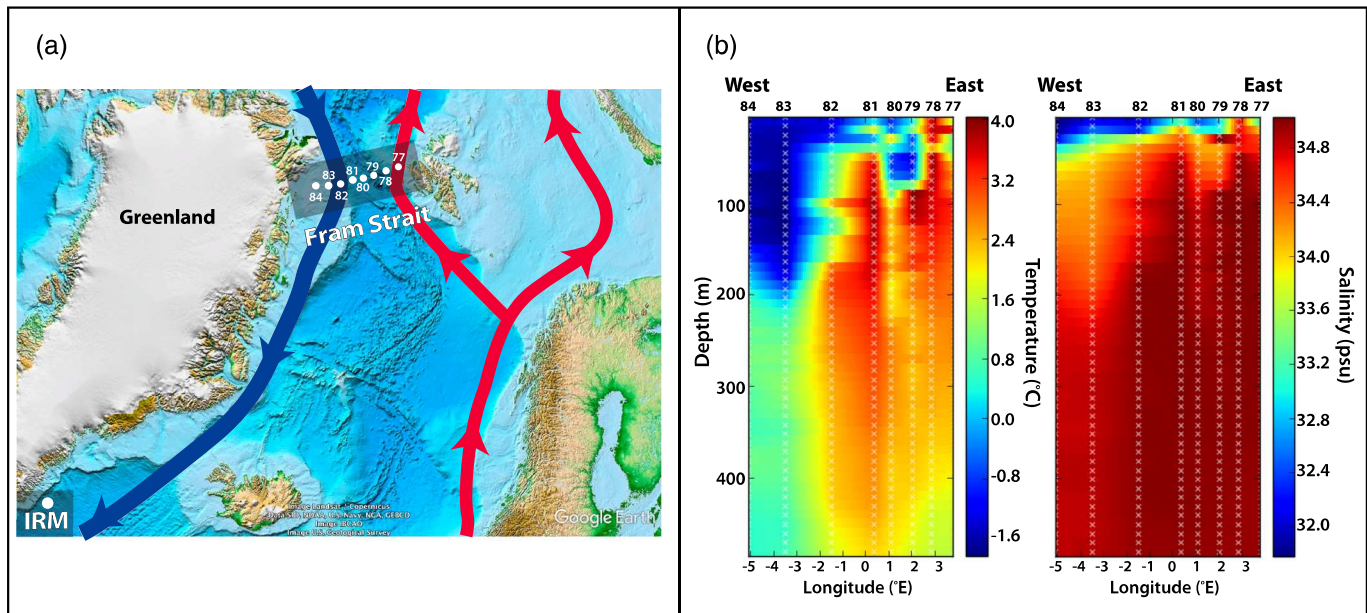 (a)
Greenland
83
84
82
81
80
79
78
77
Fram Strait
IRM
Image Landsat / Copernicus
Data SIO, NOAA, U.S. Navy, NGA, GEBCO
Image IBCAO
Image U.S. Geological Survey
Google Earth
(b)
West East
84 83 82 81 80 79 78 77
Depth (m)
100
200
300
400
-5 -4 -3 -2 -1 0 1 2 3
Longitude (°E)
4.0
3.2
2.4
1.6
0.8
0.0
-0.8
-1.6
Temperature (°C)
West East
84 83 82 81 80 79 78 77
-5 -4 -3 -2 -1 0 1 2 3
Longitude (°E)
34.8
34.4
34.0
33.6
33.2
32.8
32.4
32.0
Salinity (psu)